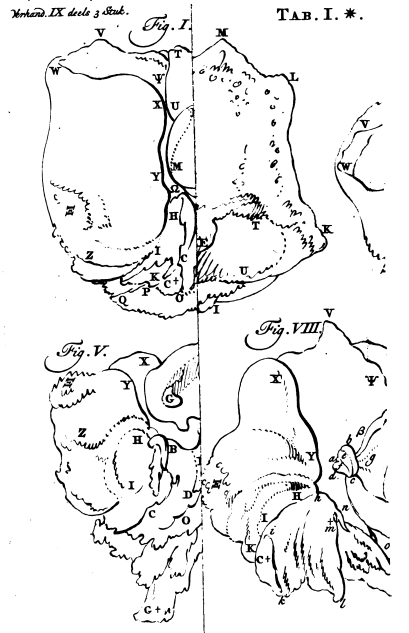 Verhand. IX deels 3 Stuk. TAB. I. *.
Fig. I.
V T M
W Ψ L
X U
V
M W
Y
Ω
H T K
Z I E
C
K C+ U
Q P O I
Fig. V. Fig. VIII.
V
X X Ψ
Y G
Z H B Y β
b g
a
d c
I D H h
C O I n
i m o
K C+
G+ k l